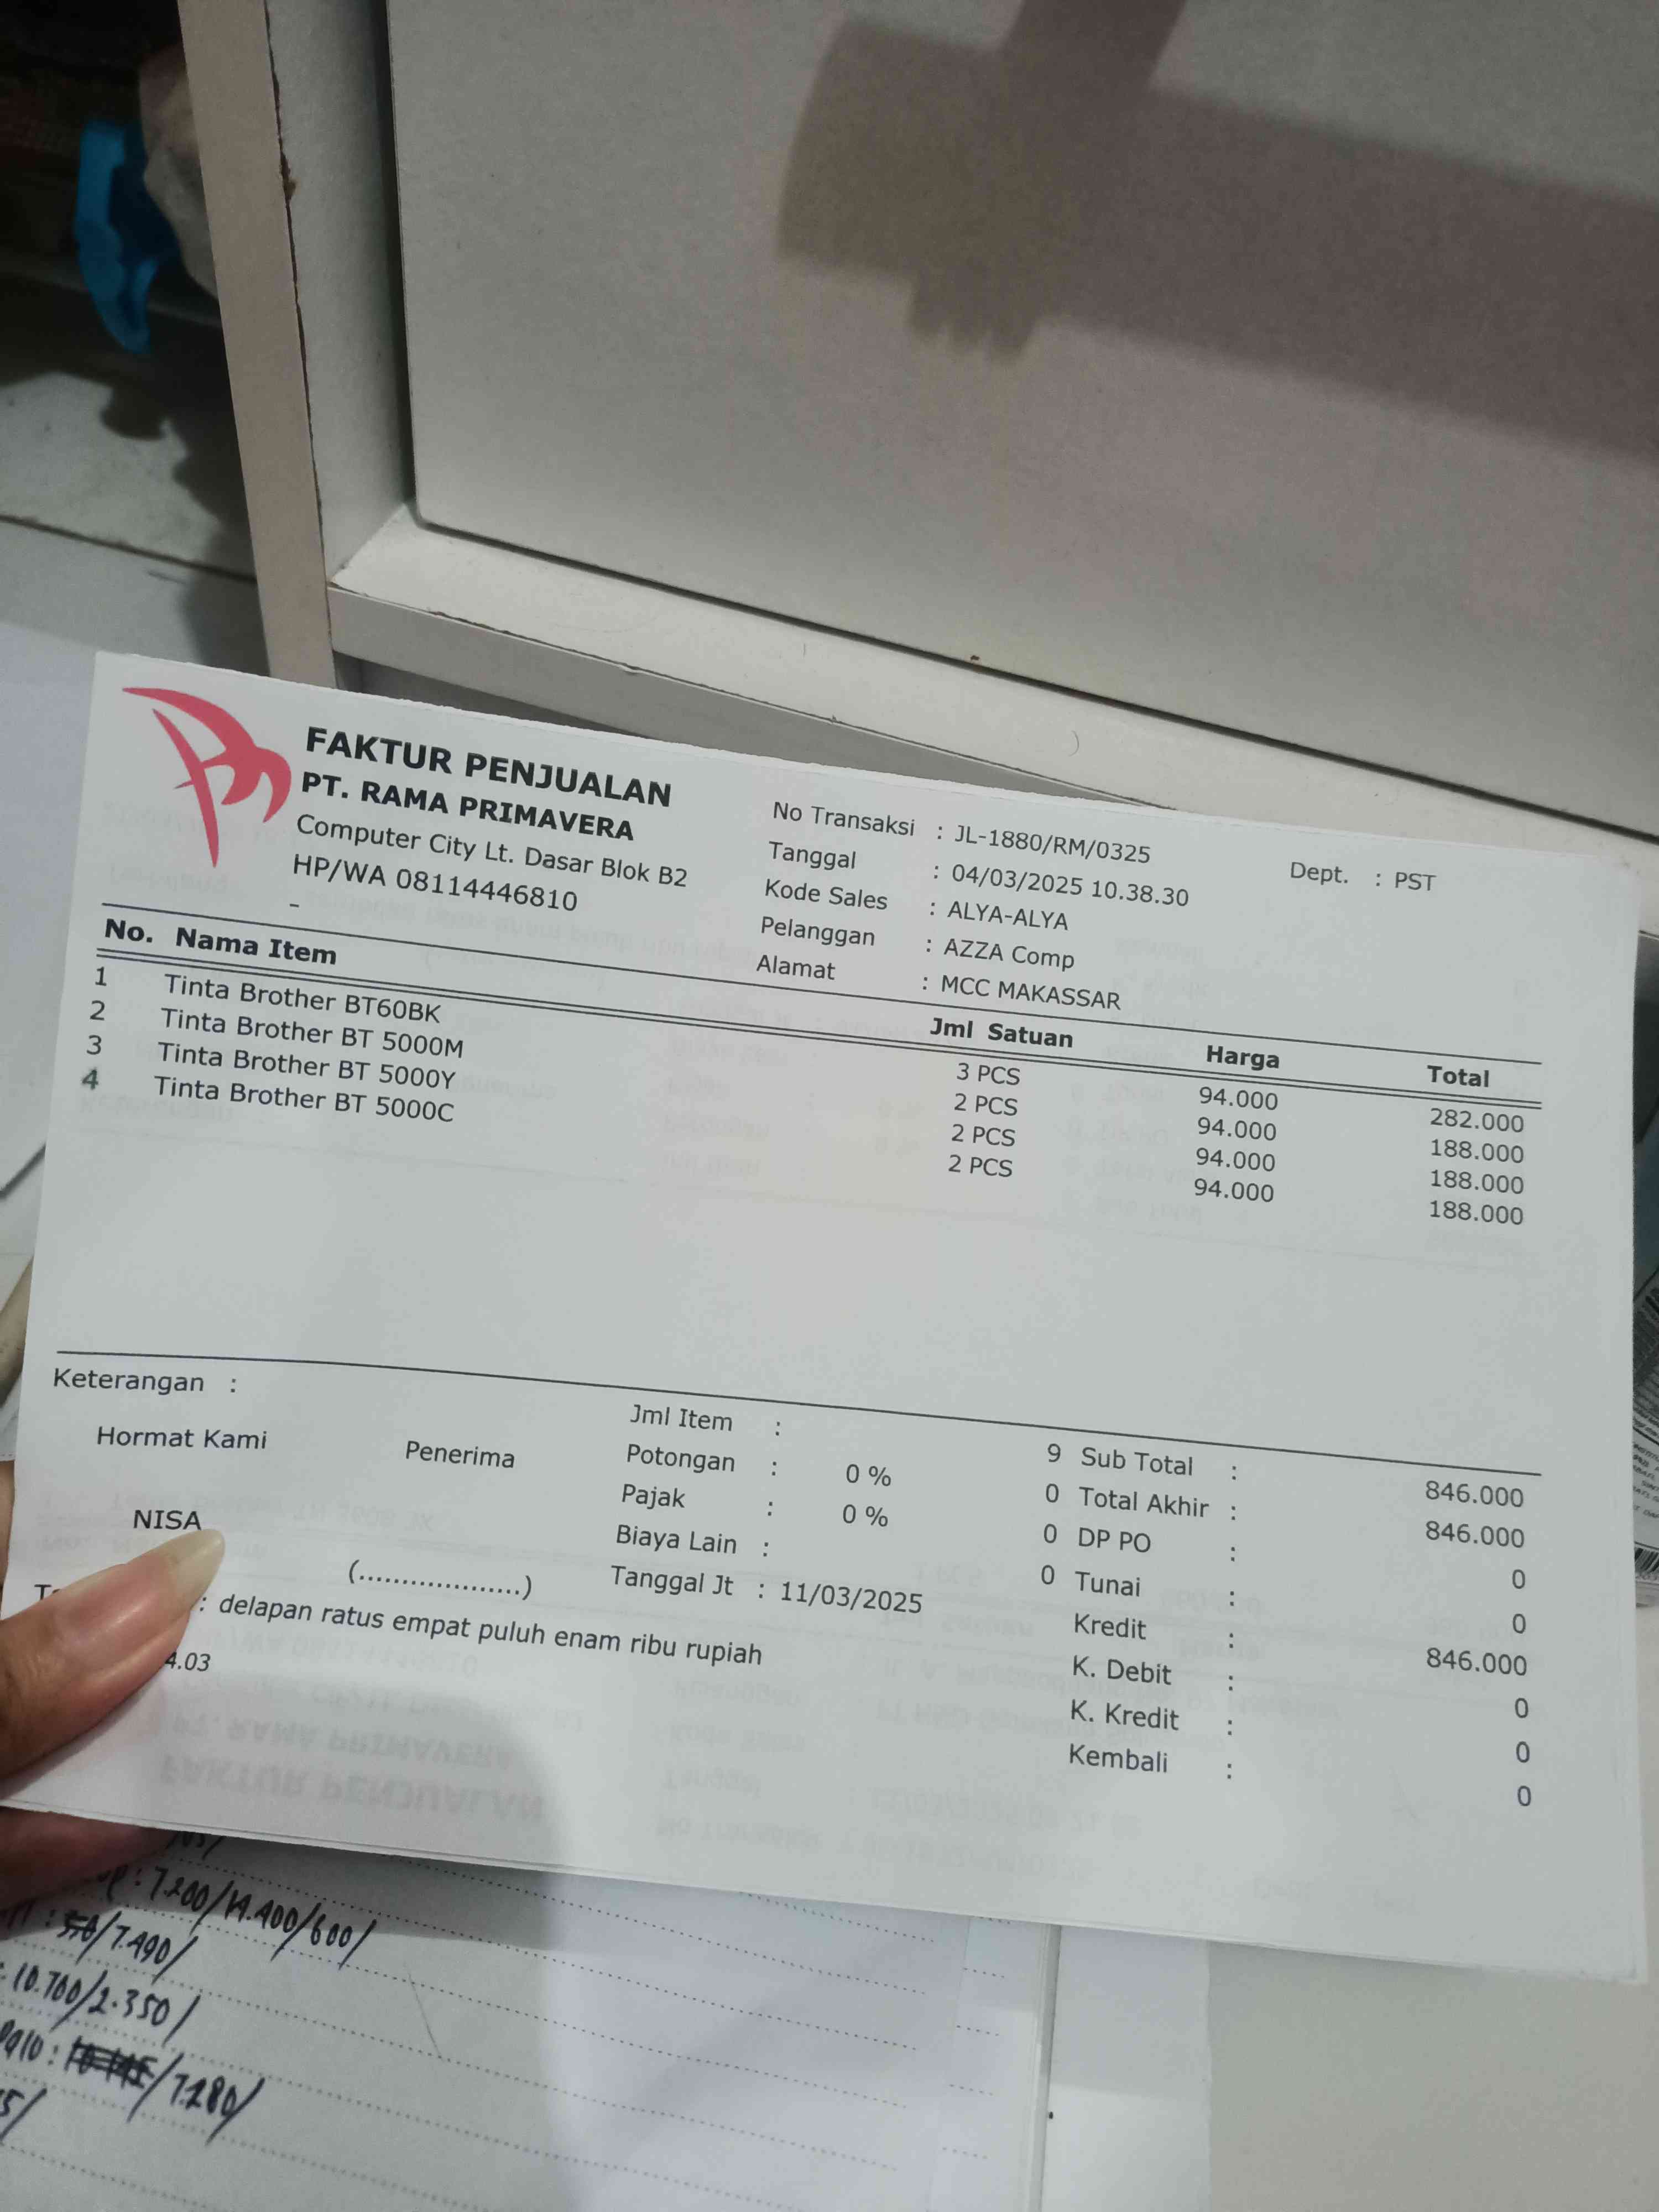 FAKTUR PENJUALAN
PT. RAMA PRIMAVERA
Computer City Lt. Dasar Blok B2
HP/WA 08114446810
-
No Transaksi : JL-1880/RM/0325
Dept. : PST
Tanggal : 04/03/2025 10.38.30
Kode Sales : ALYA-ALYA
Pelanggan : AZZA Comp
Alamat : MCC MAKASSAR
No. Nama Item Jml Satuan Harga Total
1 Tinta Brother BT60BK 3 PCS 94.000 282.000
2 Tinta Brother BT 5000M 2 PCS 94.000 188.000
3 Tinta Brother BT 5000Y 2 PCS 94.000 188.000
4 Tinta Brother BT 5000C 2 PCS 94.000 188.000
Keterangan :
Hormat Kami
Penerima
NISA
(....................)
Jml Item : 9
Potongan : 0 % 0
Pajak : 0 % 0
Biaya Lain : 0
Tanggal Jt : 11/03/2025
Sub Total : 846.000
Total Akhir : 846.000
DP PO : 0
Tunai : 0
Kredit : 846.000
K. Debit : 0
K. Kredit : 0
Kembali : 0
: delapan ratus empat puluh enam ribu rupiah
4.03
: 7.200/14.400/600/
/7.490/
: 10.700/2.350/
/7.280/